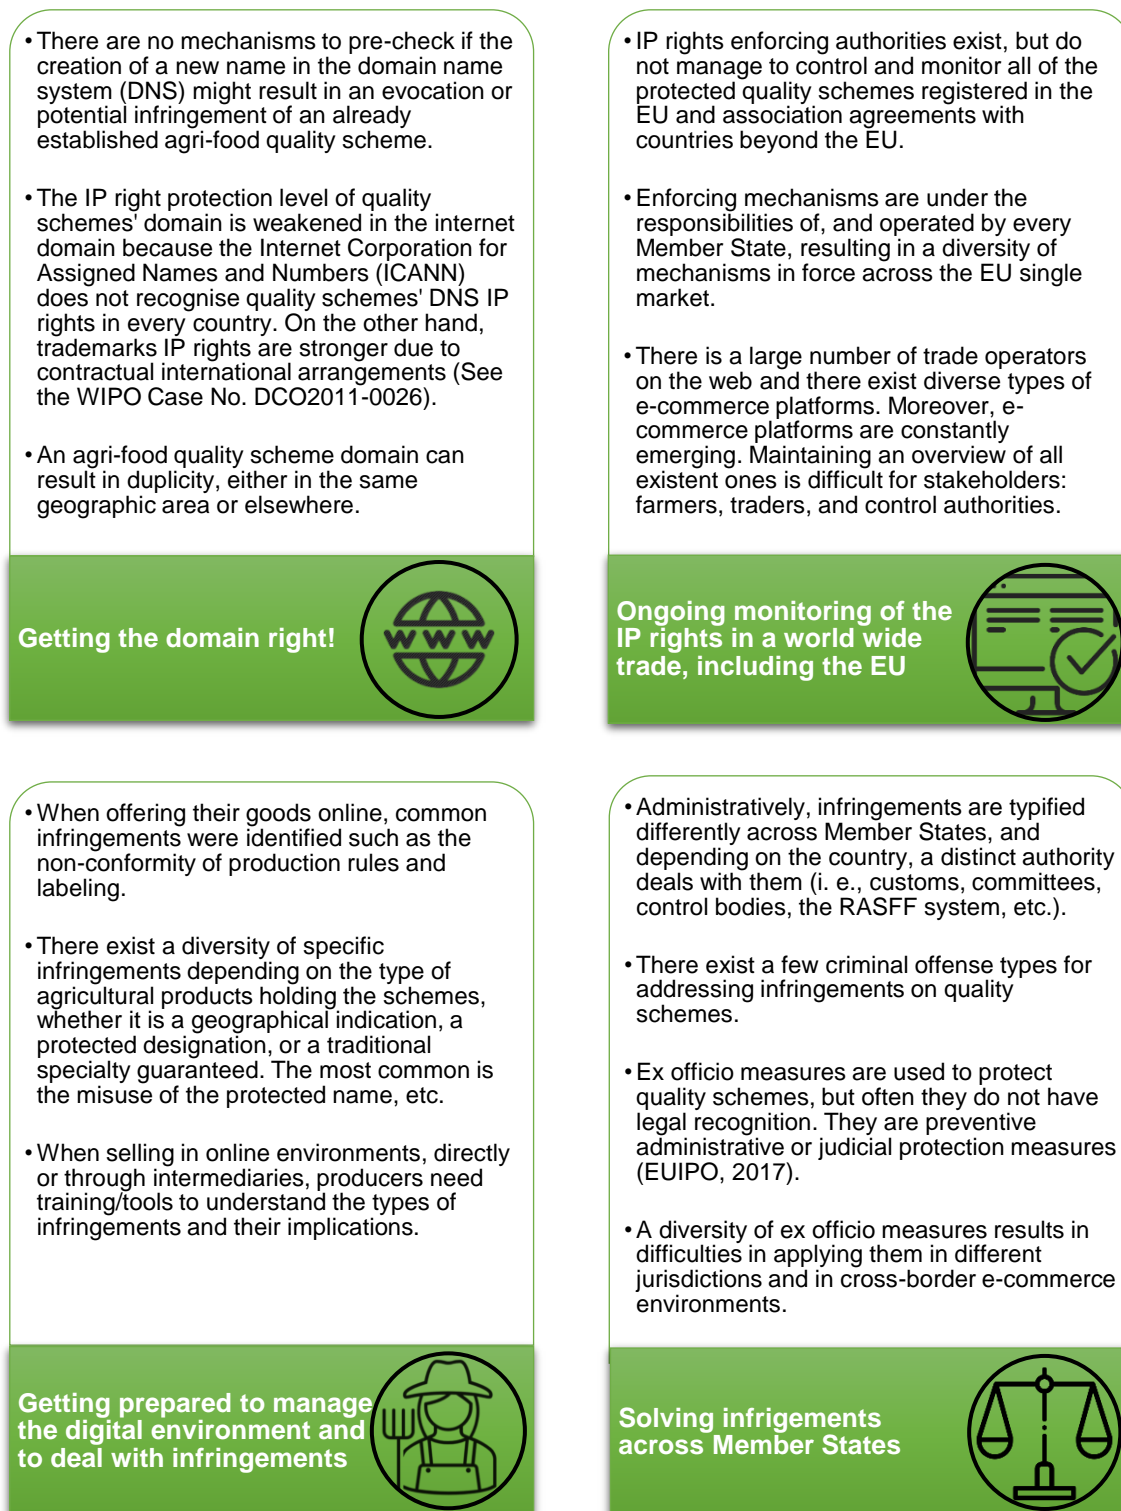 • There are no mechanisms to pre-check if the
creation of a new name in the domain name
system (DNS) might result in an evocation or
potential infringement of an already
established agri-food quality scheme.
• The IP right protection level of quality
schemes' domain is weakened in the internet
domain because the Internet Corporation for
Assigned Names and Numbers (ICANN)
does not recognise quality schemes' DNS IP
rights in every country. On the other hand,
trademarks IP rights are stronger due to
contractual international arrangements (See
the WIPO Case No. DCO2011-0026).
• An agri-food quality scheme domain can
result in duplicity, either in the same
geographic area or elsewhere.
Getting the domain right!
WWW
• IP rights enforcing authorities exist, but do
not manage to control and monitor all of the
protected quality schemes registered in the
EU and association agreements with
countries beyond the EU.
• Enforcing mechanisms are under the
responsibilities of, and operated by every
Member State, resulting in a diversity of
mechanisms in force across the EU single
market.
• There is a large number of trade operators
on the web and there exist diverse types of
e-commerce platforms. Moreover, e-
commerce platforms are constantly
emerging. Maintaining an overview of all
existent ones is difficult for stakeholders:
farmers, traders, and control authorities.
Ongoing monitoring of the
IP rights in a world wide
trade, including the EU
• When offering their goods online, common
infringements were identified such as the
non-conformity of production rules and
labeling.
• There exist a diversity of specific
infringements depending on the type of
agricultural products holding the schemes,
whether it is a geographical indication, a
protected designation, or a traditional
specialty guaranteed. The most common is
the misuse of the protected name, etc.
• When selling in online environments, directly
or through intermediaries, producers need
training/tools to understand the types of
infringements and their implications.
Getting prepared to manage
the digital environment and
to deal with infringements
• Administratively, infringements are typified
differently across Member States, and
depending on the country, a distinct authority
deals with them (i. e., customs, committees,
control bodies, the RASFF system, etc.).
• There exist a few criminal offense types for
addressing infringements on quality
schemes.
• Ex officio measures are used to protect
quality schemes, but often they do not have
legal recognition. They are preventive
administrative or judicial protection measures
(EUIPO, 2017).
• A diversity of ex officio measures results in
difficulties in applying them in different
jurisdictions and in cross-border e-commerce
environments.
Solving infrigements
across Member States